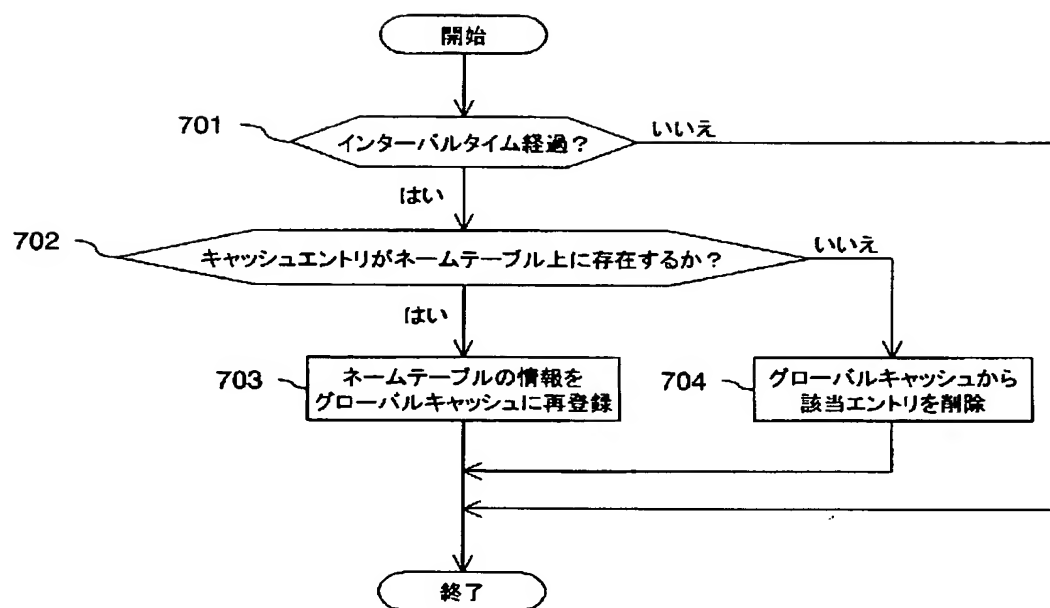 開始
701
インターバルタイム経過?
いいえ
はい
702
キャッシュエントリがネームテーブル上に存在するか?
いいえ
はい
703
ネームテーブルの情報を
グローバルキャッシュに再登録
704
グローバルキャッシュから
該当エントリを削除
終了